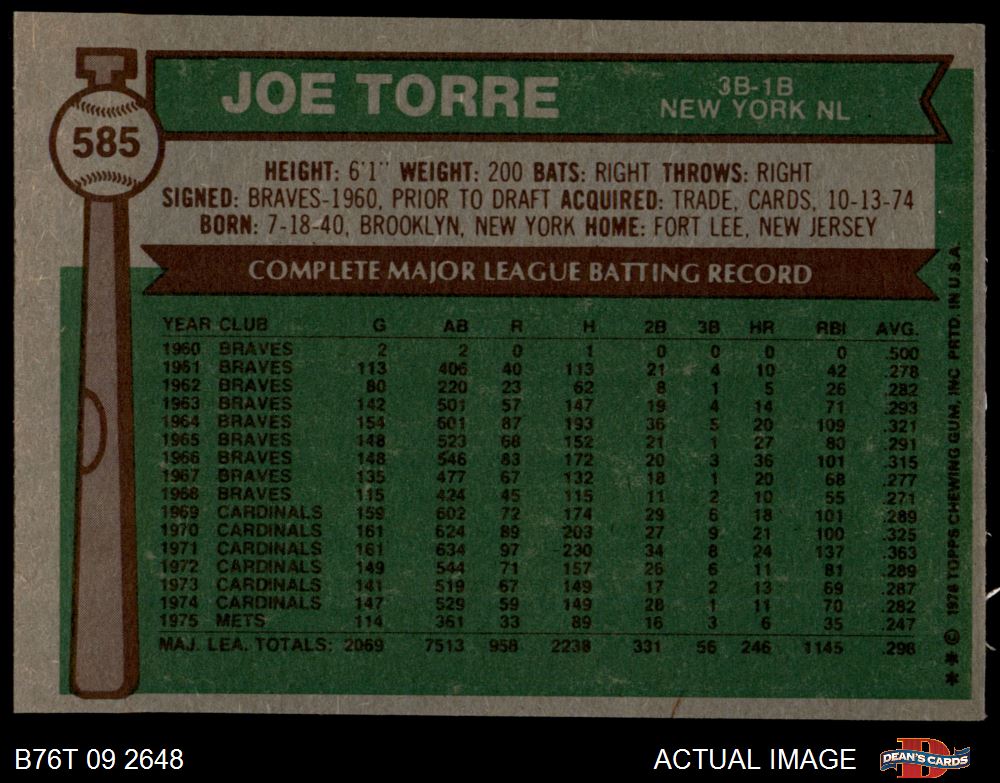 JOE TORRE
3B-1B
NEW YORK NL
585
HEIGHT: 6'1" WEIGHT: 200 BATS: RIGHT THROWS: RIGHT
SIGNED: BRAVES-1960, PRIOR TO DRAFT ACQUIRED: TRADE, CARDS, 10-13-74
BORN: 7-18-40, BROOKLYN, NEW YORK HOME: FORT LEE, NEW JERSEY
COMPLETE MAJOR LEAGUE BATTING RECORD
YEAR CLUB G AB R H 2B 3B HR RBI AVG.
1960 BRAVES 2 2 0 1 0 0 0 0 .500
1961 BRAVES 113 406 40 113 21 4 10 42 .278
1962 BRAVES 80 220 23 62 8 1 5 26 .282
1963 BRAVES 142 501 57 147 19 4 14 71 .293
1964 BRAVES 154 601 87 193 36 5 20 109 .321
1965 BRAVES 148 523 68 152 21 1 27 80 .291
1966 BRAVES 148 546 83 172 20 3 36 101 .315
1967 BRAVES 135 477 67 132 18 1 20 68 .277
1968 BRAVES 115 424 45 115 11 2 10 55 .271
1969 CARDINALS 159 602 72 174 29 6 18 101 .289
1970 CARDINALS 161 624 89 203 27 9 21 100 .325
1971 CARDINALS 161 634 97 230 34 8 24 137 .363
1972 CARDINALS 149 544 71 157 26 6 11 81 .289
1973 CARDINALS 141 519 67 149 17 2 13 69 .287
1974 CARDINALS 147 529 59 149 28 1 11 70 .282
1975 METS 114 361 33 89 16 3 6 35 .247
MAJ. LEA. TOTALS: 2069 7513 958 2238 331 56 246 1145 .298
** © 1976 TOPPS CHEWING GUM, INC PRTD. IN U.S.A.
B76T 09 2648
ACTUAL IMAGE
DEAN'S CARDS